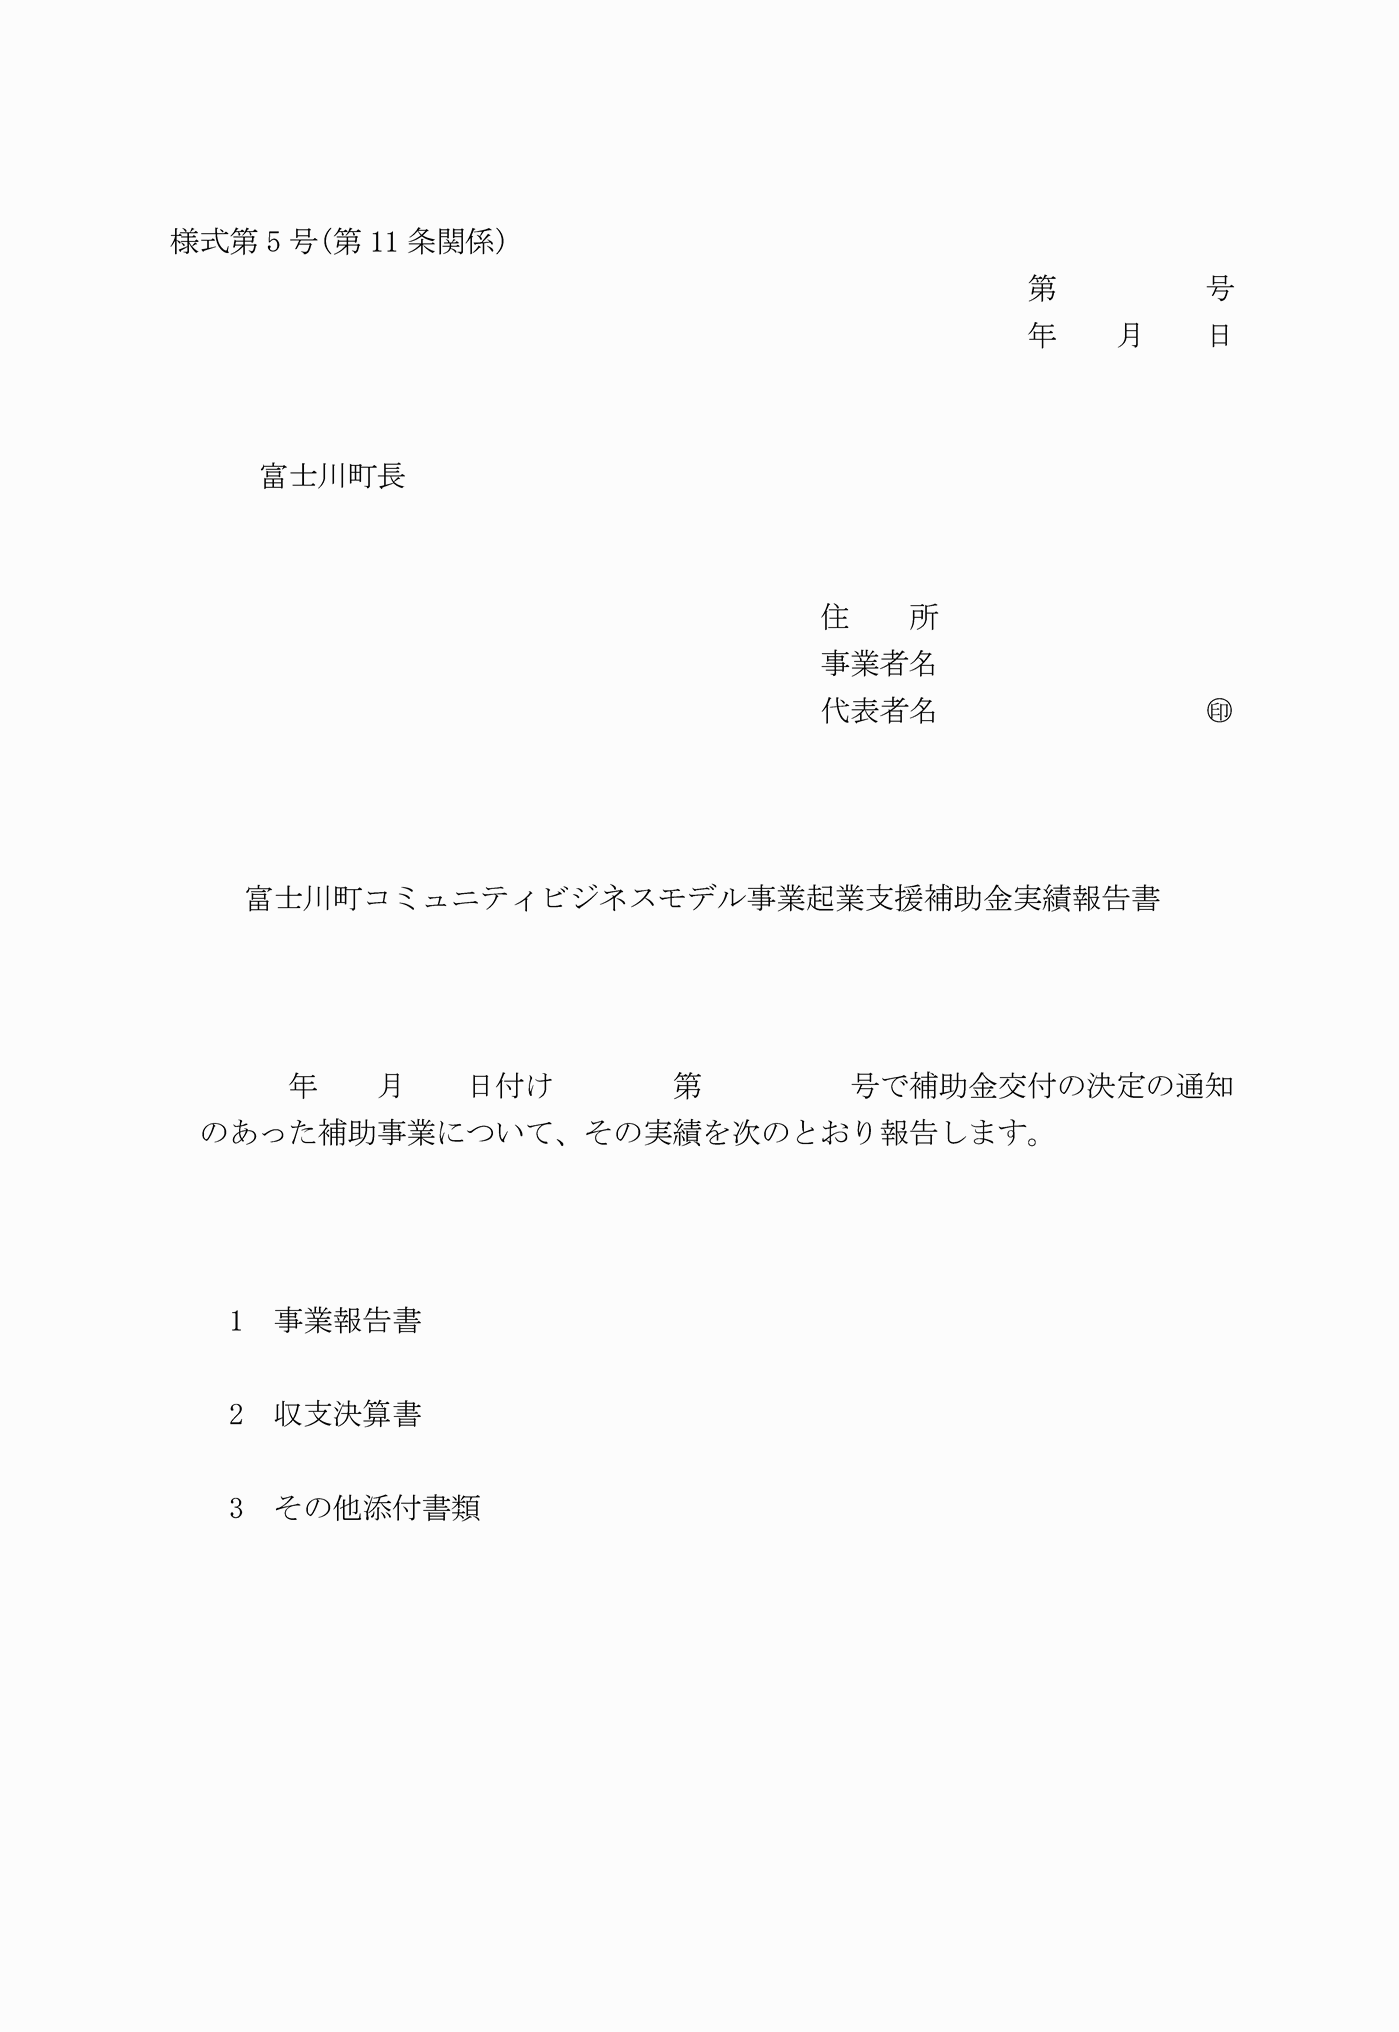 様式第5号(第11条関係)
第　　　　　号
年　　月　　日
富士川町長
住　　所
事業者名
代表者名　　　　　　　　　㊞
富士川町コミュニティビジネスモデル事業起業支援補助金実績報告書
年　　月　　日付け　　　　第　　　　　号で補助金交付の決定の通知
のあった補助事業について、その実績を次のとおり報告します。
1　事業報告書
2　収支決算書
3　その他添付書類